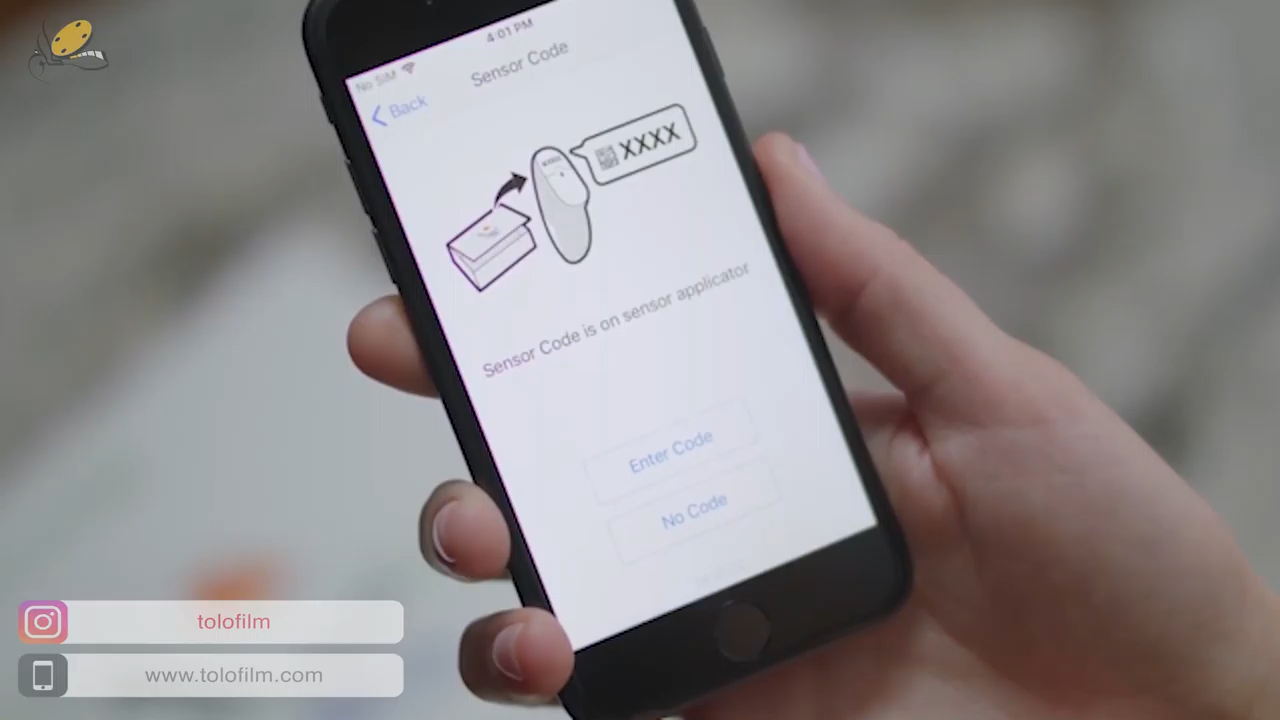 No SIM
4:01 PM
Back
Sensor Code
XXXX
Sensor Code is on sensor applicator
Enter Code
No Code
tolofilm
www.tolofilm.com